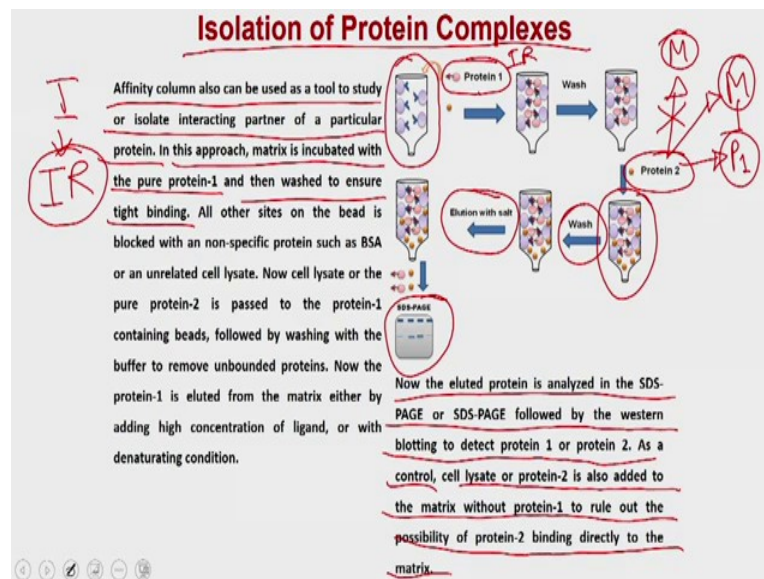 Isolation of Protein Complexes
Affinity column also can be used as a tool to study
or isolate interacting partner of a particular
protein. In this approach, matrix is incubated with
the pure protein-1 and then washed to ensure
tight binding. All other sites on the bead is
blocked with an non-specific protein such as BSA
or an unrelated cell lysate. Now cell lysate or the
pure protein-2 is passed to the protein-1
containing beads, followed by washing with the
buffer to remove unbounded proteins. Now the
protein-1 is eluted from the matrix either by
adding high concentration of ligand, or with
denaturating condition.
I
IR
Protein 1
IR
Wash
M
M
P1
Protein 2
Wash
Elution with salt
SDS-PAGE
Now the eluted protein is analyzed in the SDS-
PAGE or SDS-PAGE followed by the western
blotting to detect protein 1 or protein 2. As a
control, cell lysate or protein-2 is also added to
the matrix without protein-1 to rule out the
possibility of protein-2 binding directly to the
matrix.